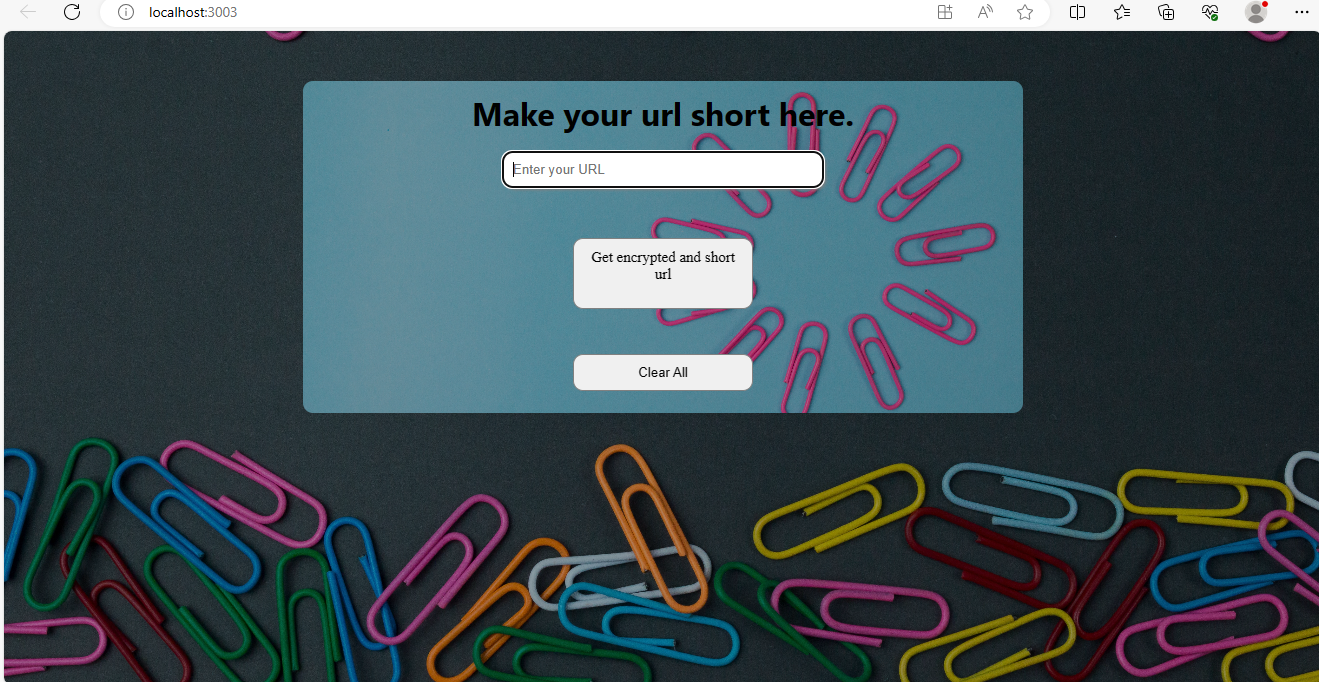 localhost:3003
Make your url short here.
Enter your URL
Get encrypted and short
url
Clear All